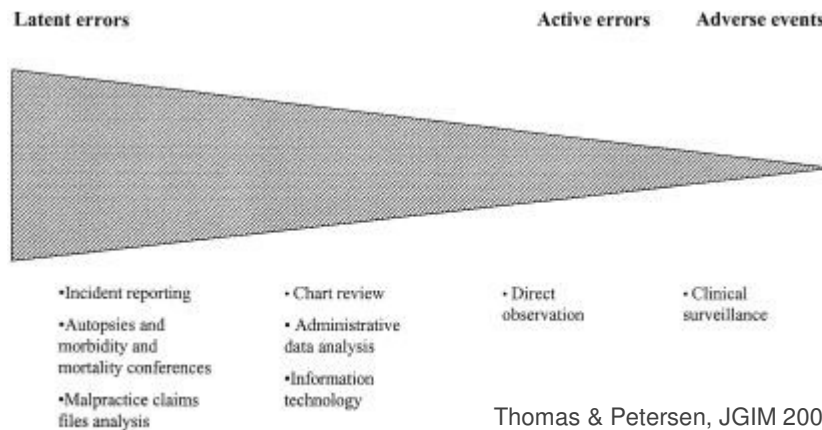 Latent errors Active errors Adverse events
•Incident reporting
•Autopsies and
morbidity and
mortality conferences
•Malpractice claims
files analysis
• Chart review
• Administrative
data analysis
•Information
technology
• Direct
observation
• Clinical
surveillance
Thomas & Petersen, JGIM 200